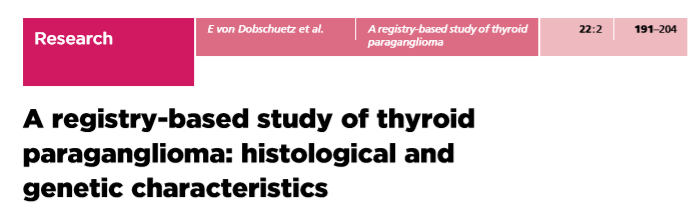 Research
E von Dobschuetz et al.
A registry-based study of thyroid
paraganglioma
22:2
191–204
A registry-based study of thyroid
paraganglioma: histological and
genetic characteristics